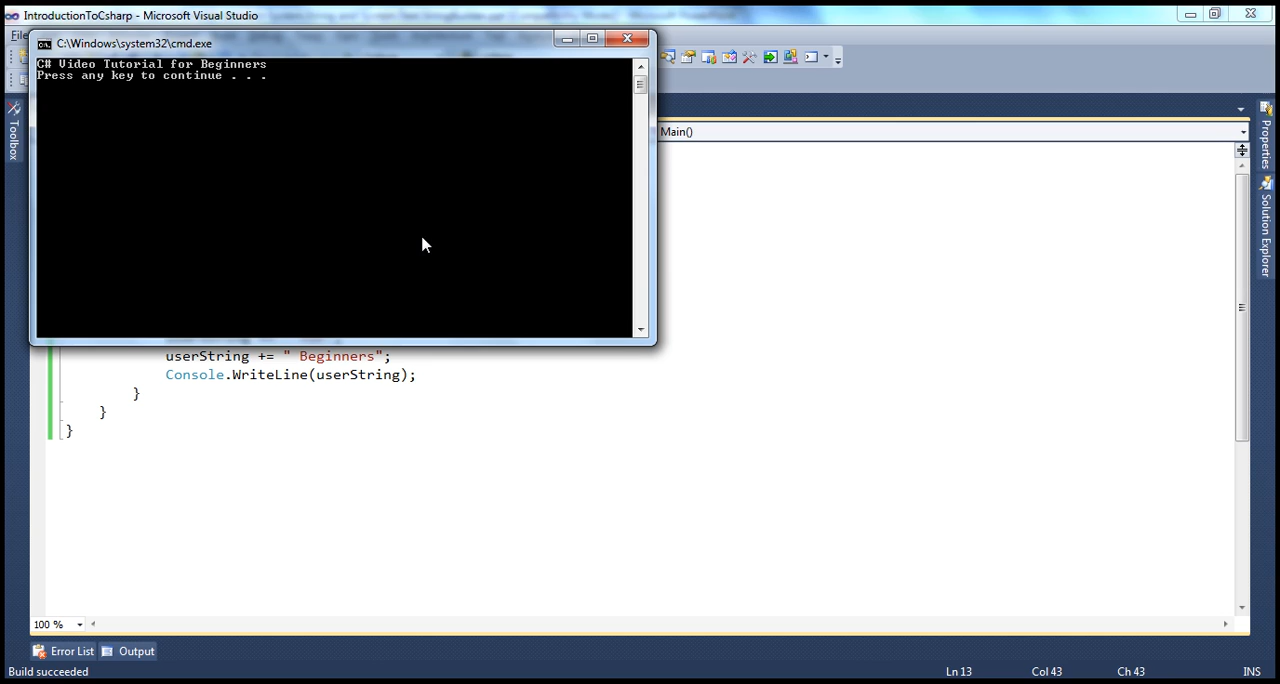 IntroductionToCsharp - Microsoft Visual Studio
File
C:\Windows\system32\cmd.exe
C# Video Tutorial for Beginners
Press any key to continue . . .
Toolbox
Main()
Properties
Solution Explorer
userString += " Beginners";
Console.WriteLine(userString);
}
}
}
100 %
Error List
Output
Build succeeded
Ln 13
Col 43
Ch 43
INS